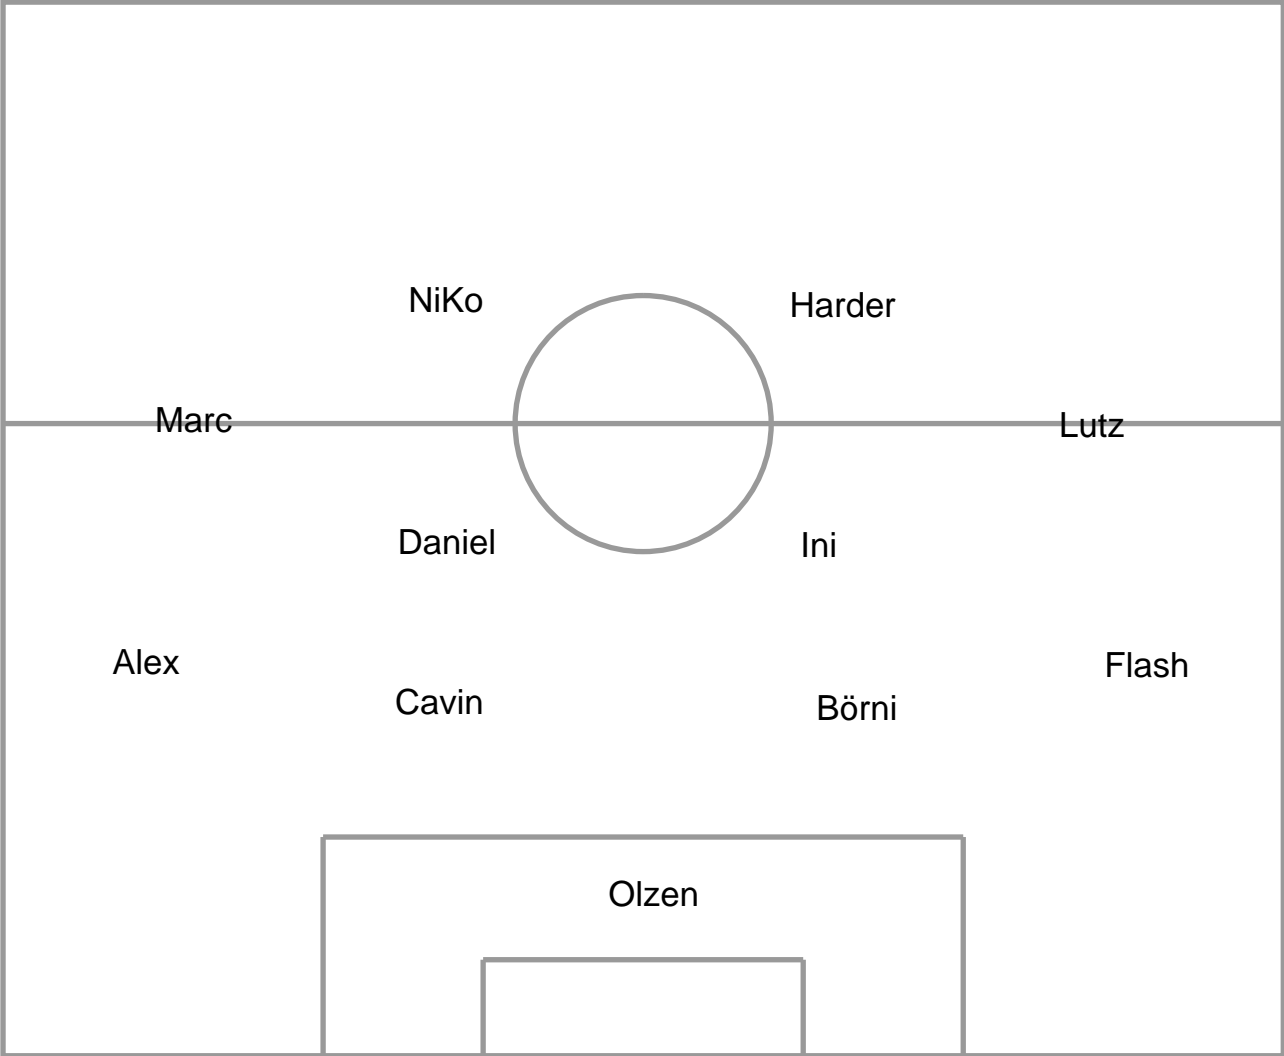 NiKo
Harder
Marc
Lutz
Daniel
Ini
Alex
Flash
Cavin
Börni
Olzen